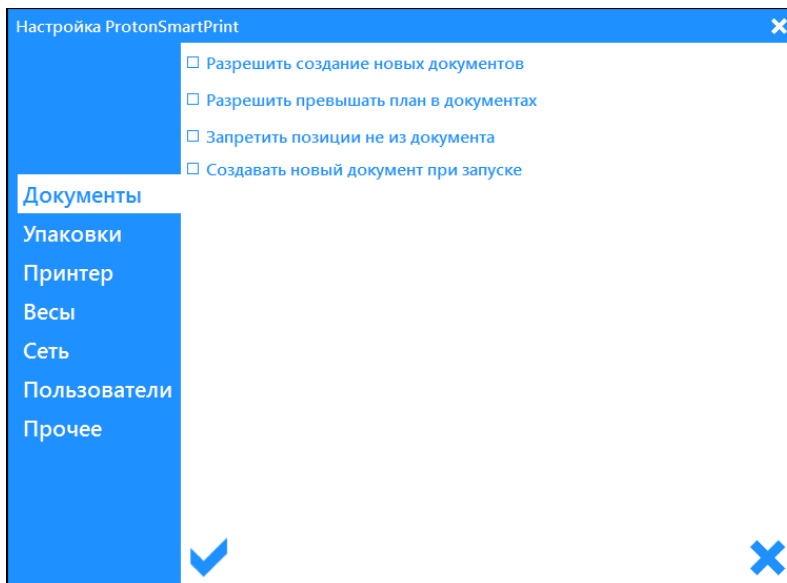 Настройка ProtonSmartPrint
Разрешить создание новых документов
Разрешить превышать план в документах
Запретить позиции не из документа
Создавать новый документ при запуске
Документы
Упаковки
Принтер
Весы
Сеть
Пользователи
Прочее